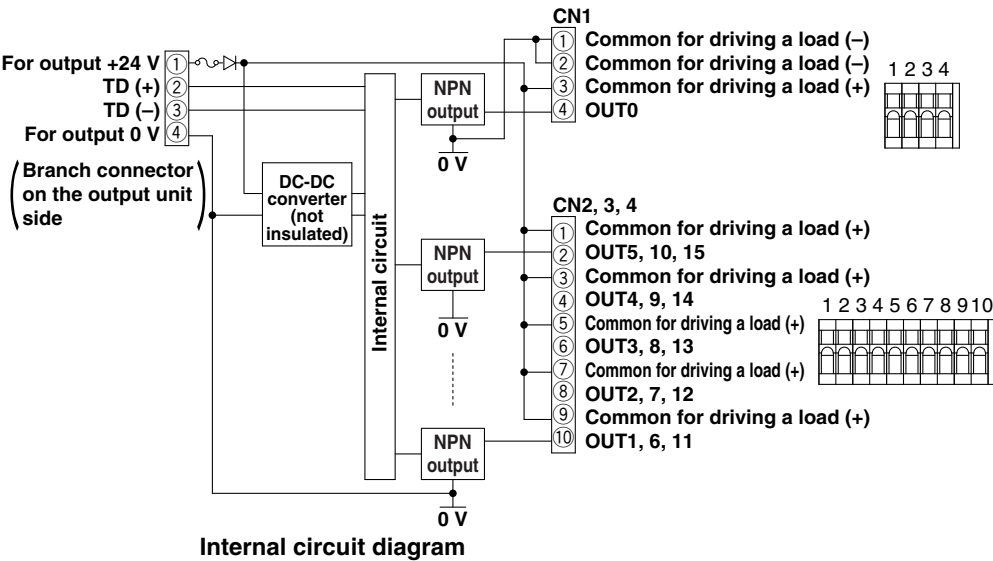 For output +24 V ①
TD (+) ②
TD (–) ③
For output 0 V ④
(Branch connector
on the output unit
side)
DC-DC
converter
(not
insulated)
Internal circuit
NPN
output
0 V
NPN
output
0 V
NPN
output
0 V
CN1
① Common for driving a load (–)
② Common for driving a load (–)
③ Common for driving a load (+)
④ OUT0
1 2 3 4
CN2, 3, 4
① Common for driving a load (+)
② OUT5, 10, 15
③ Common for driving a load (+)
④ OUT4, 9, 14
⑤ Common for driving a load (+)
⑥ OUT3, 8, 13
⑦ Common for driving a load (+)
⑧ OUT2, 7, 12
⑨ Common for driving a load (+)
⑩ OUT1, 6, 11
1 2 3 4 5 6 7 8 9 10
Internal circuit diagram